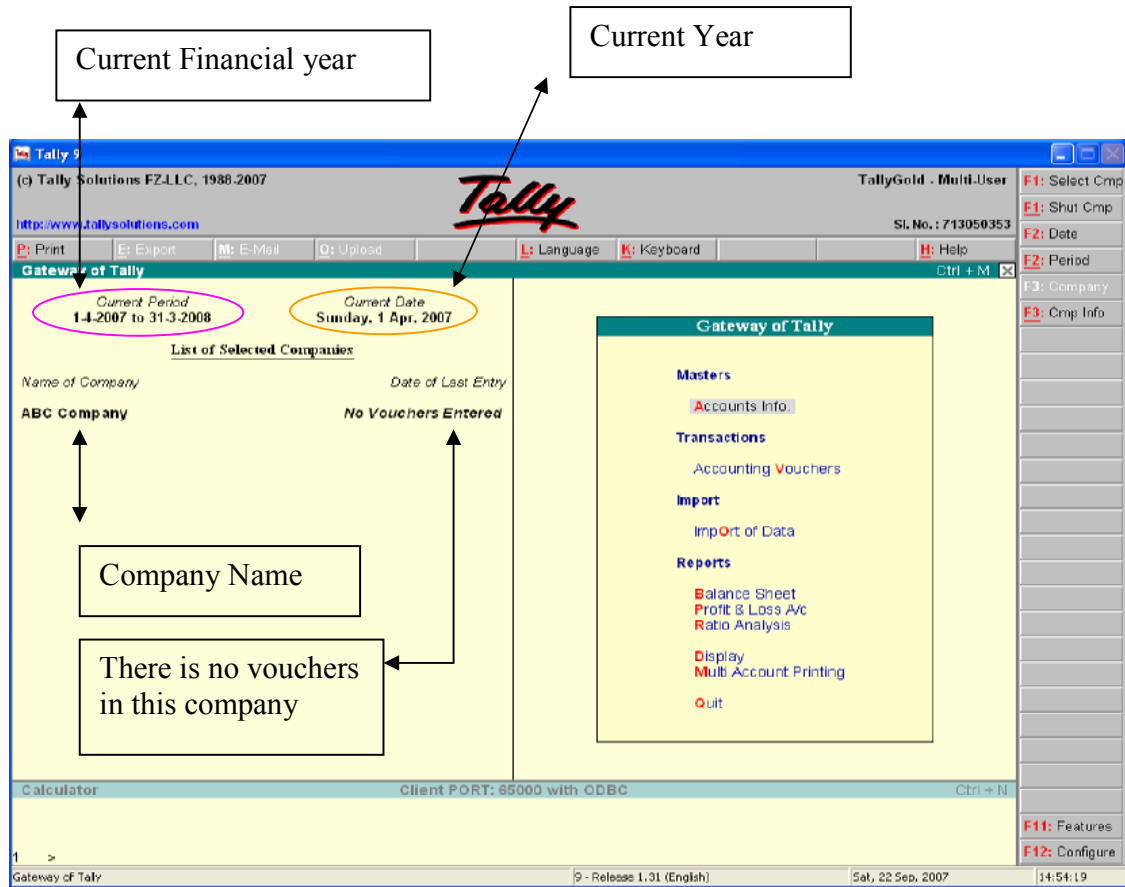 Current Financial year
Current Year
Tally 9
(c) Tally Solutions FZ-LLC, 1988-2007
http://www.tallysolutions.com
Tally
TallyGold - Multi-User
Sl. No. : 713050353
P: Print E: Export M: E-Mail O: Upload L: Language K: Keyboard H: Help
Gateway of Tally Ctrl + M
Current Period
1-4-2007 to 31-3-2008
Current Date
Sunday, 1 Apr, 2007
List of Selected Companies
Name of Company Date of Last Entry
ABC Company No Vouchers Entered
Company Name
There is no vouchers
in this company
Gateway of Tally
Masters
Accounts Info.
Transactions
Accounting Vouchers
Import
ImpOrt of Data
Reports
Balance Sheet
Profit & Loss A/c
Ratio Analysis
Display
Multi Account Printing
Quit
F1: Select Cmp
F1: Shut Cmp
F2: Date
F2: Period
F3: Company
F3: Cmp Info
F11: Features
F12: Configure
Calculator Client PORT: 65000 with ODBC Ctrl + N
1 >
Gateway of Tally 9 - Release 1.31 (English) Sat, 22 Sep, 2007 14:54:19